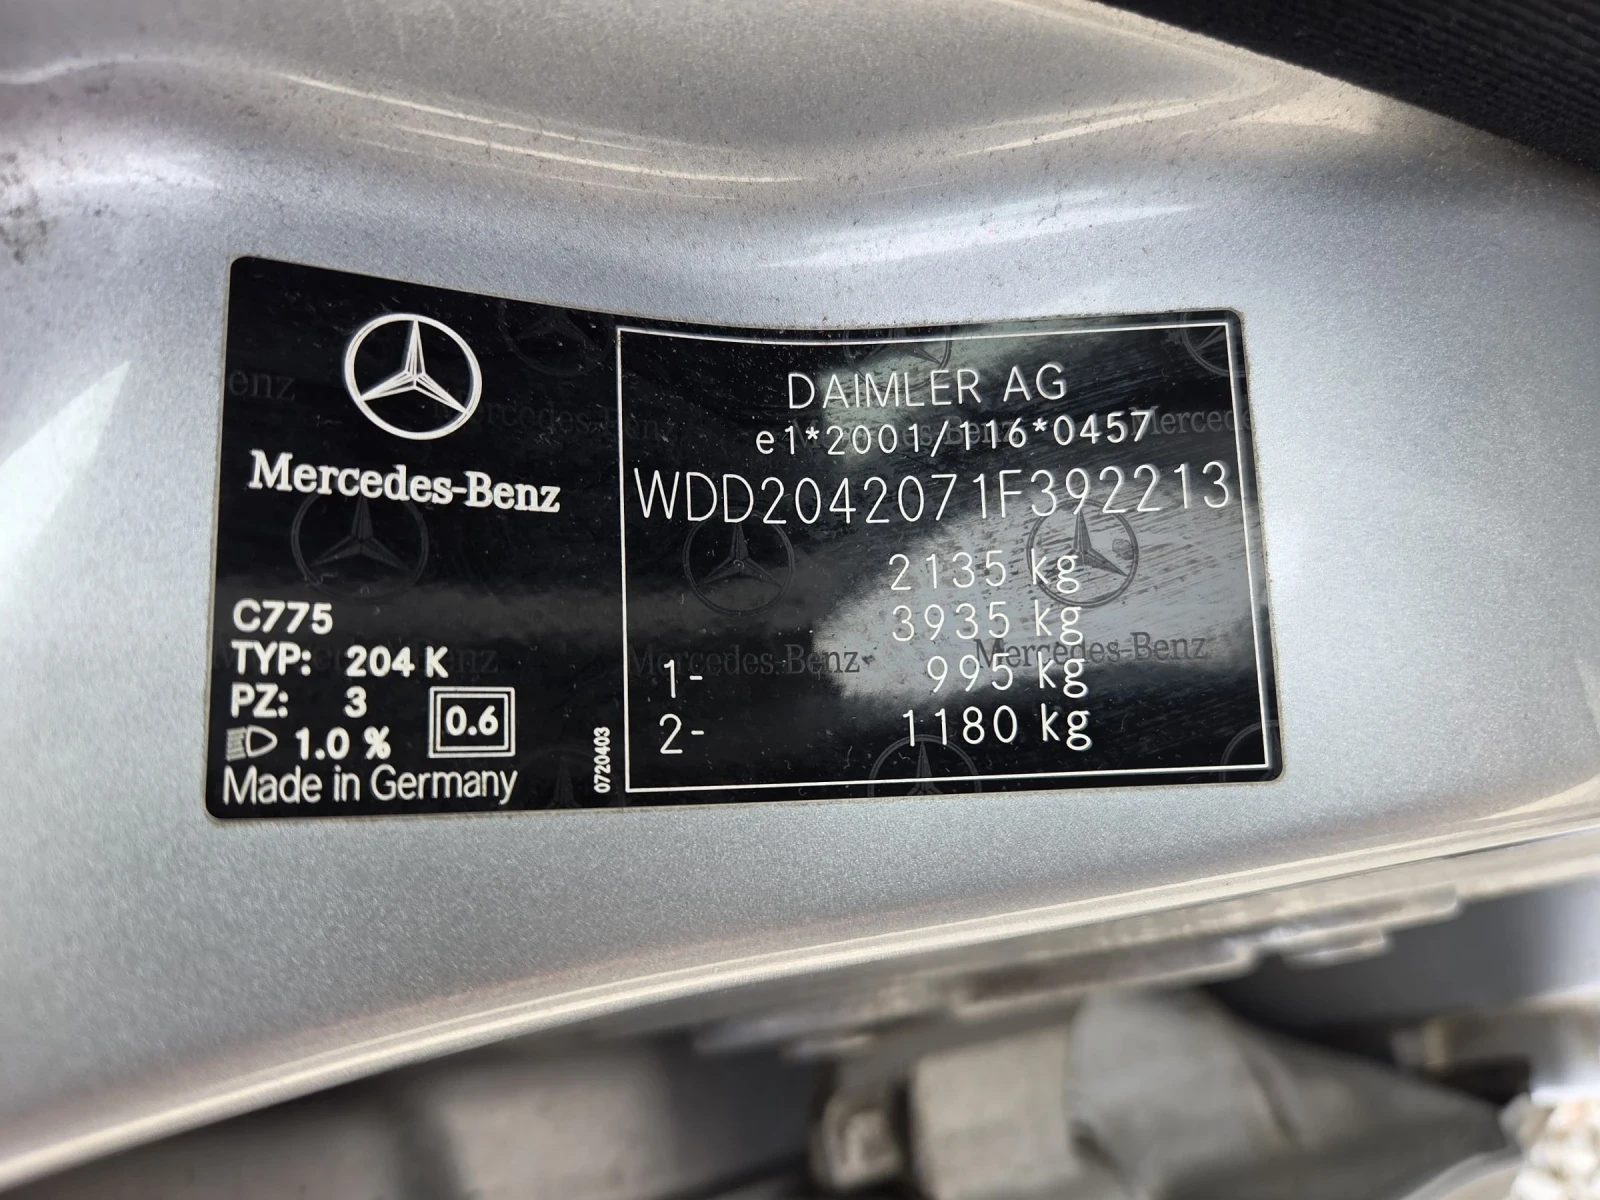 Mercedes-Benz
C775
TYP: 204 K
PZ: 3
1.0 %
0.6
Made in Germany
0720403
DAIMLER AG
e1*2001/116*0457
WDD2042071F392213
2135 kg
3935 kg
1- 995 kg
2- 1180 kg